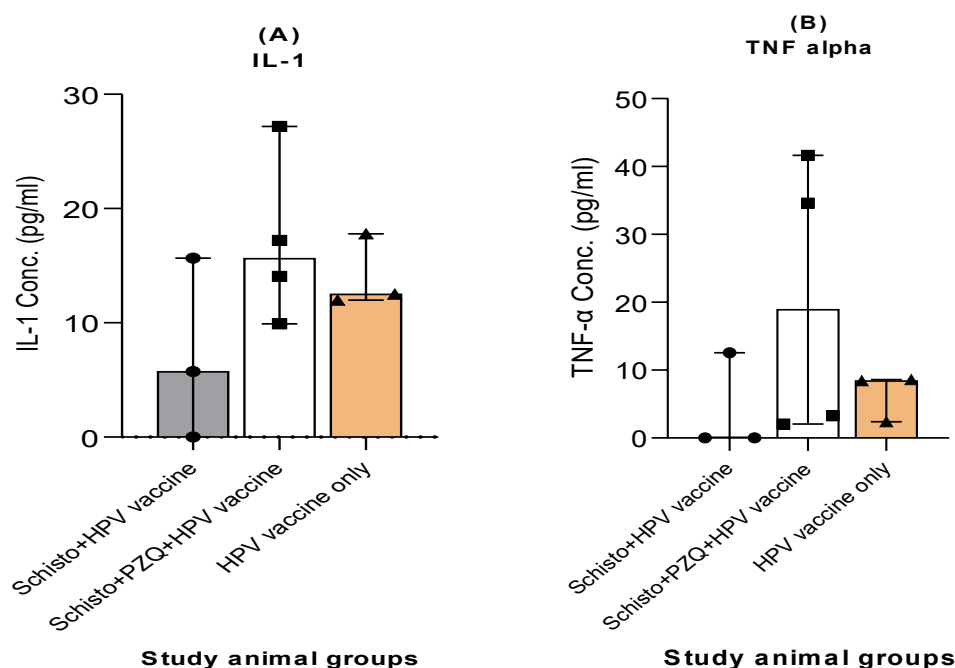 (A)
IL-1
IL-1 Conc. (pg/ml)
30
20
10
0
Schisto+HPV vaccine
Schisto+PZQ+HPV vaccine
HPV vaccine only
Study animal groups
(B)
TNF alpha
TNF-α Conc. (pg/ml)
50
40
30
20
10
0
Schisto+HPV vaccine
Schisto+PZQ+HPV vaccine
HPV vaccine only
Study animal groups